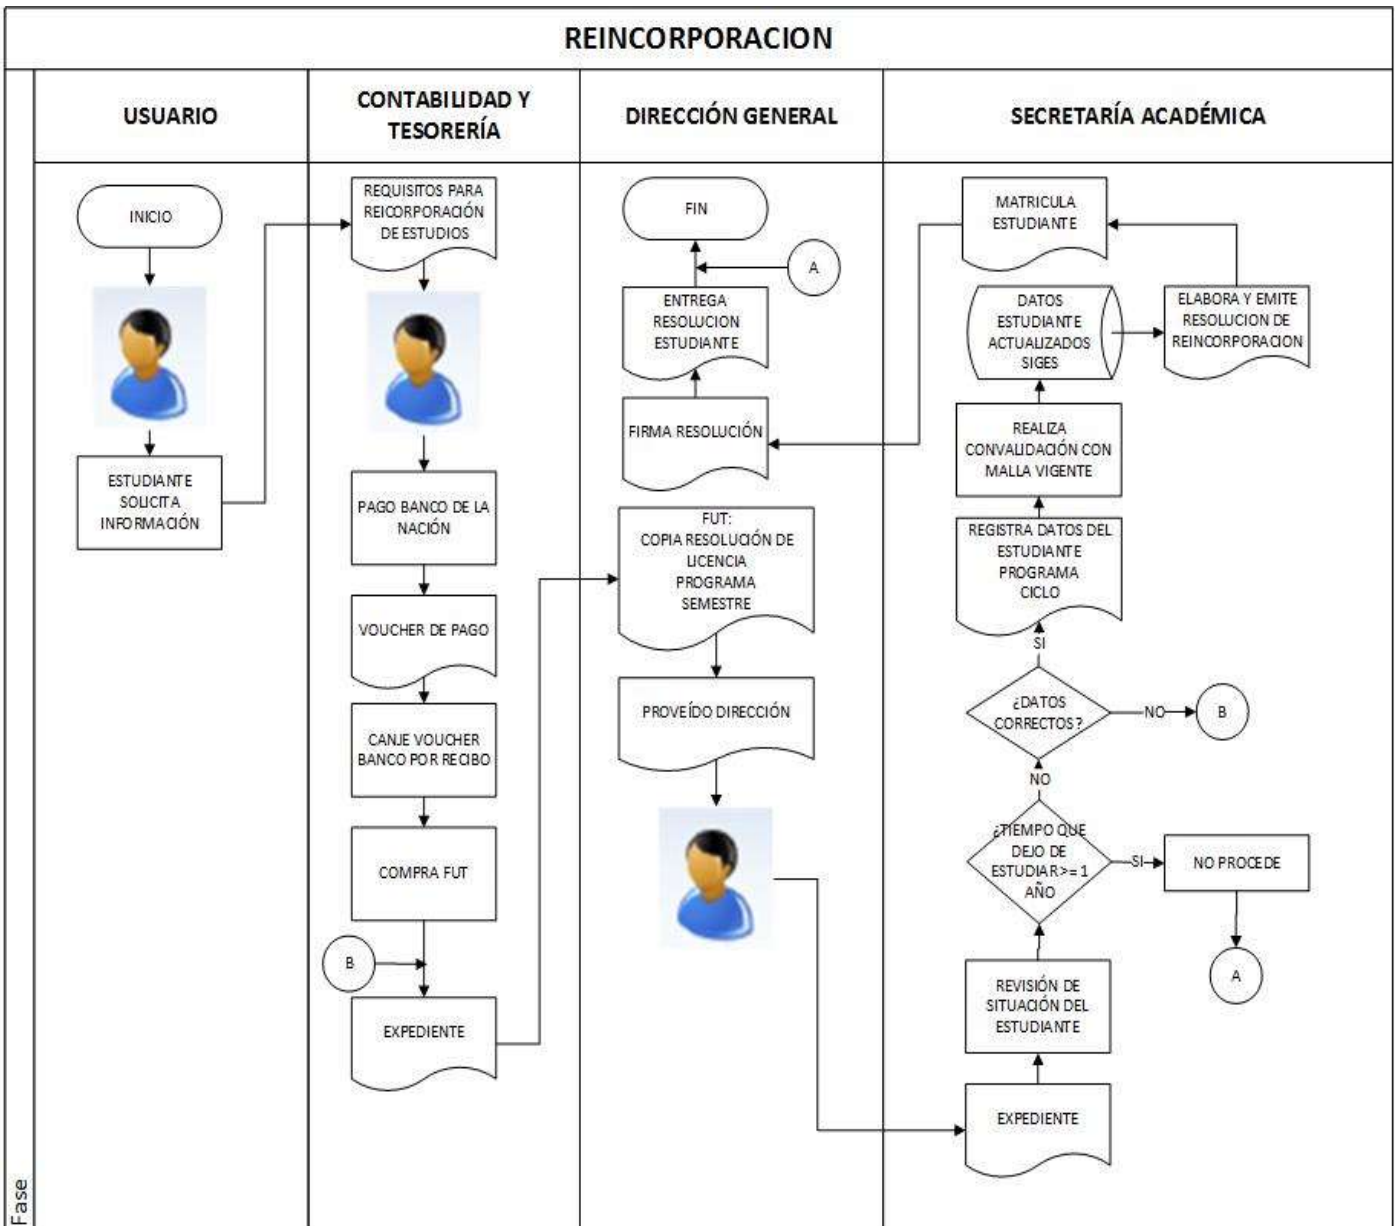 REINCORPORACION
USUARIO
CONTABILIDAD Y
TESORERÍA
DIRECCIÓN GENERAL
SECRETARÍA ACADÉMICA
Fase
INICIO
ESTUDIANTE
SOLICITA
INFORMACIÓN
REQUISITOS PARA
REICORPORACIÓN
DE ESTUDIOS
PAGO BANCO DE LA
NACIÓN
VOUCHER DE PAGO
CANJE VOUCHER
BANCO POR RECIBO
COMPRA FUT
B
EXPEDIENTE
FIN
A
ENTREGA
RESOLUCION
ESTUDIANTE
FIRMA RESOLUCIÓN
FUT:
COPIA RESOLUCIÓN DE
LICENCIA
PROGRAMA
SEMESTRE
PROVEÍDO DIRECCIÓN
MATRICULA
ESTUDIANTE
DATOS
ESTUDIANTE
ACTUALIZADOS
SIGES
ELABORA Y EMITE
RESOLUCION DE
REINCORPORACION
REALIZA
CONVALIDACIÓN CON
MALLA VIGENTE
REGISTRA DATOS DEL
ESTUDIANTE
PROGRAMA
CICLO
SI
¿DATOS
CORRECTOS?
NO
B
NO
¿TIEMPO QUE
DEJO DE
ESTUDIAR>= 1
AÑO
SI
NO PROCEDE
A
REVISIÓN DE
SITUACIÓN DEL
ESTUDIANTE
EXPEDIENTE